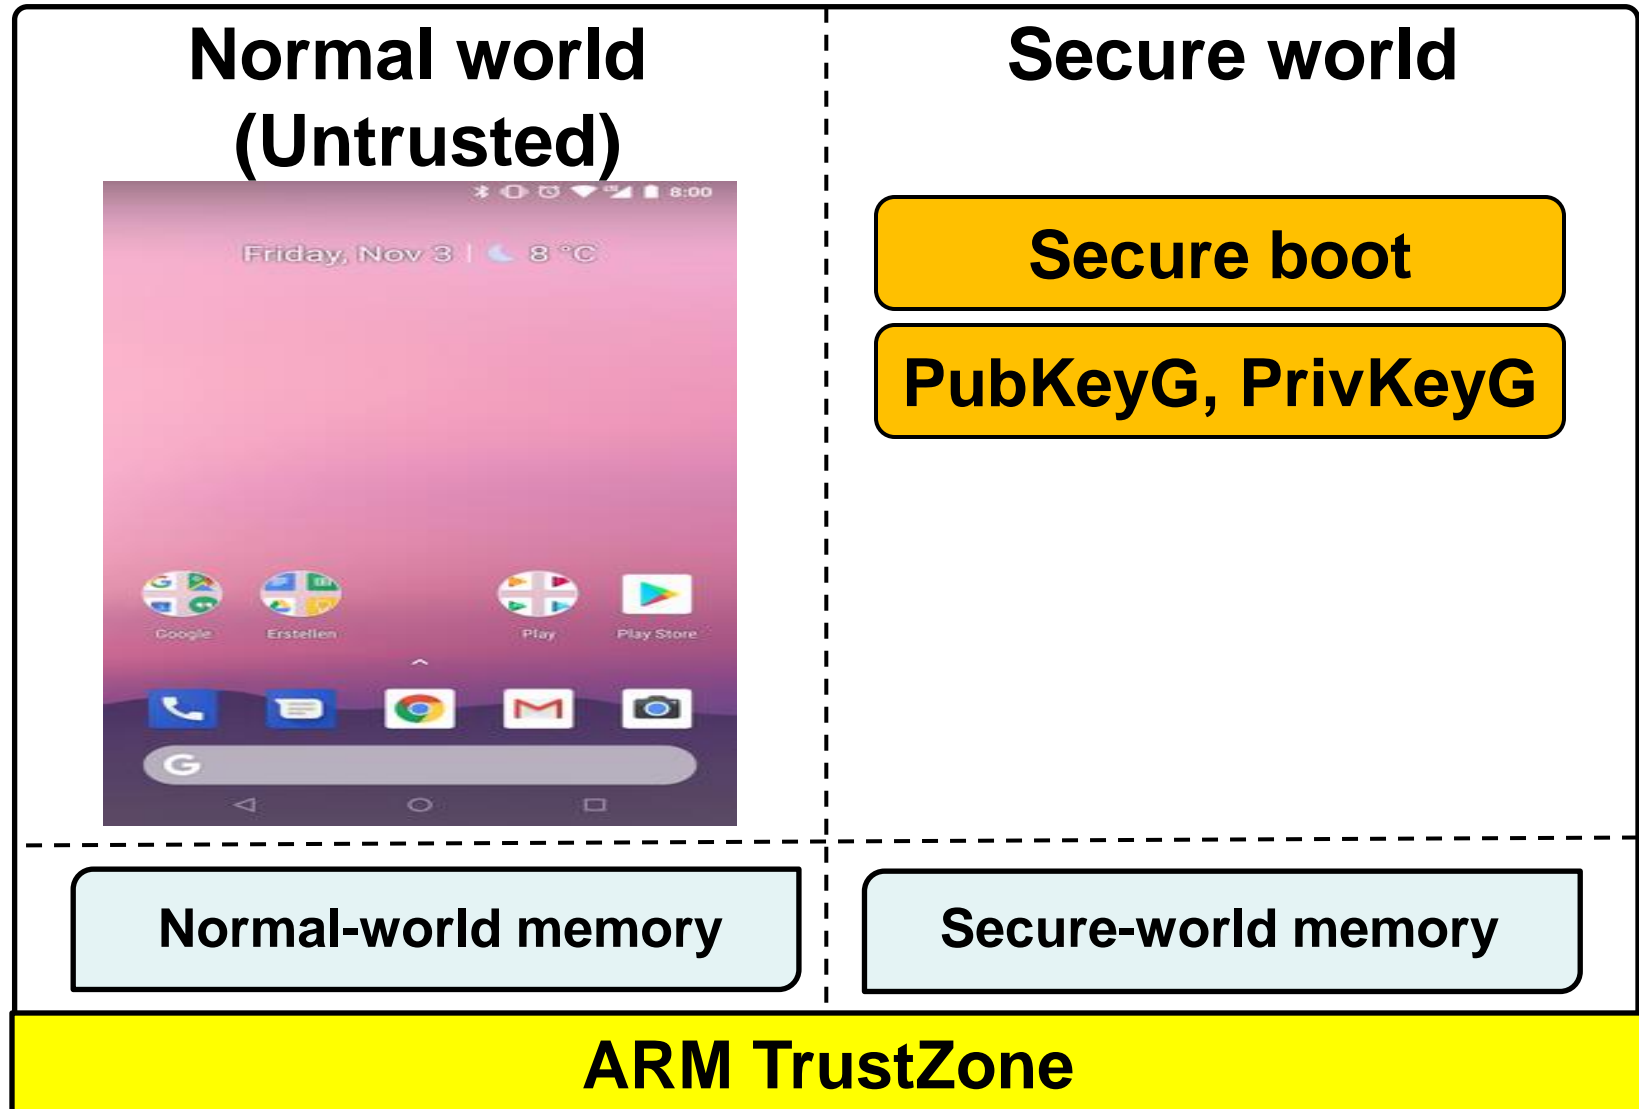 Normal world
(Untrusted)
Secure world
8:00
Friday, Nov 3 | 8 °C
Google
Erstellen
Play
Play Store
G
Secure boot
PubKeyG, PrivKeyG
Normal-world memory
Secure-world memory
ARM TrustZone